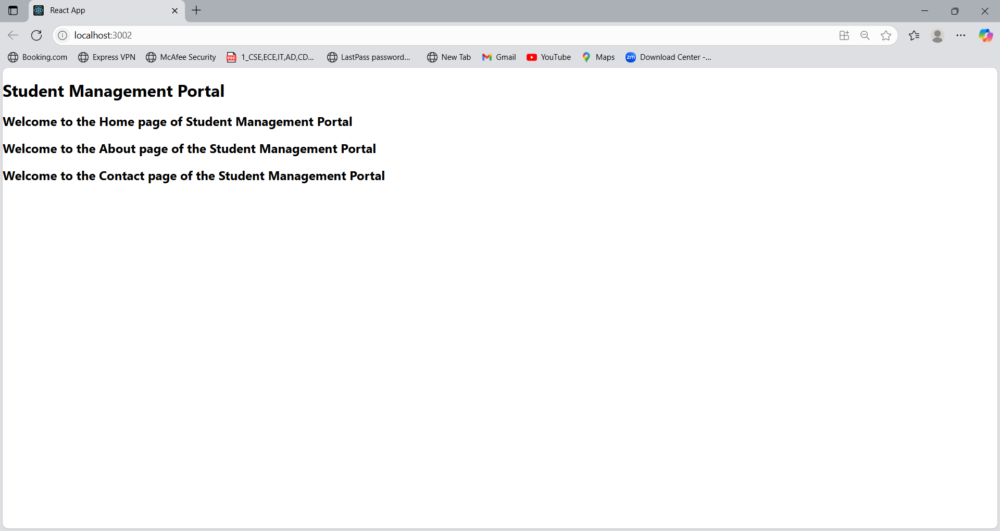 React App
localhost:3002
Booking.com Express VPN McAfee Security PDF 1_CSE,ECE,IT,AD,CD... LastPass password... New Tab Gmail YouTube Maps zm Download Center -...
Student Management Portal
Welcome to the Home page of Student Management Portal
Welcome to the About page of the Student Management Portal
Welcome to the Contact page of the Student Management Portal